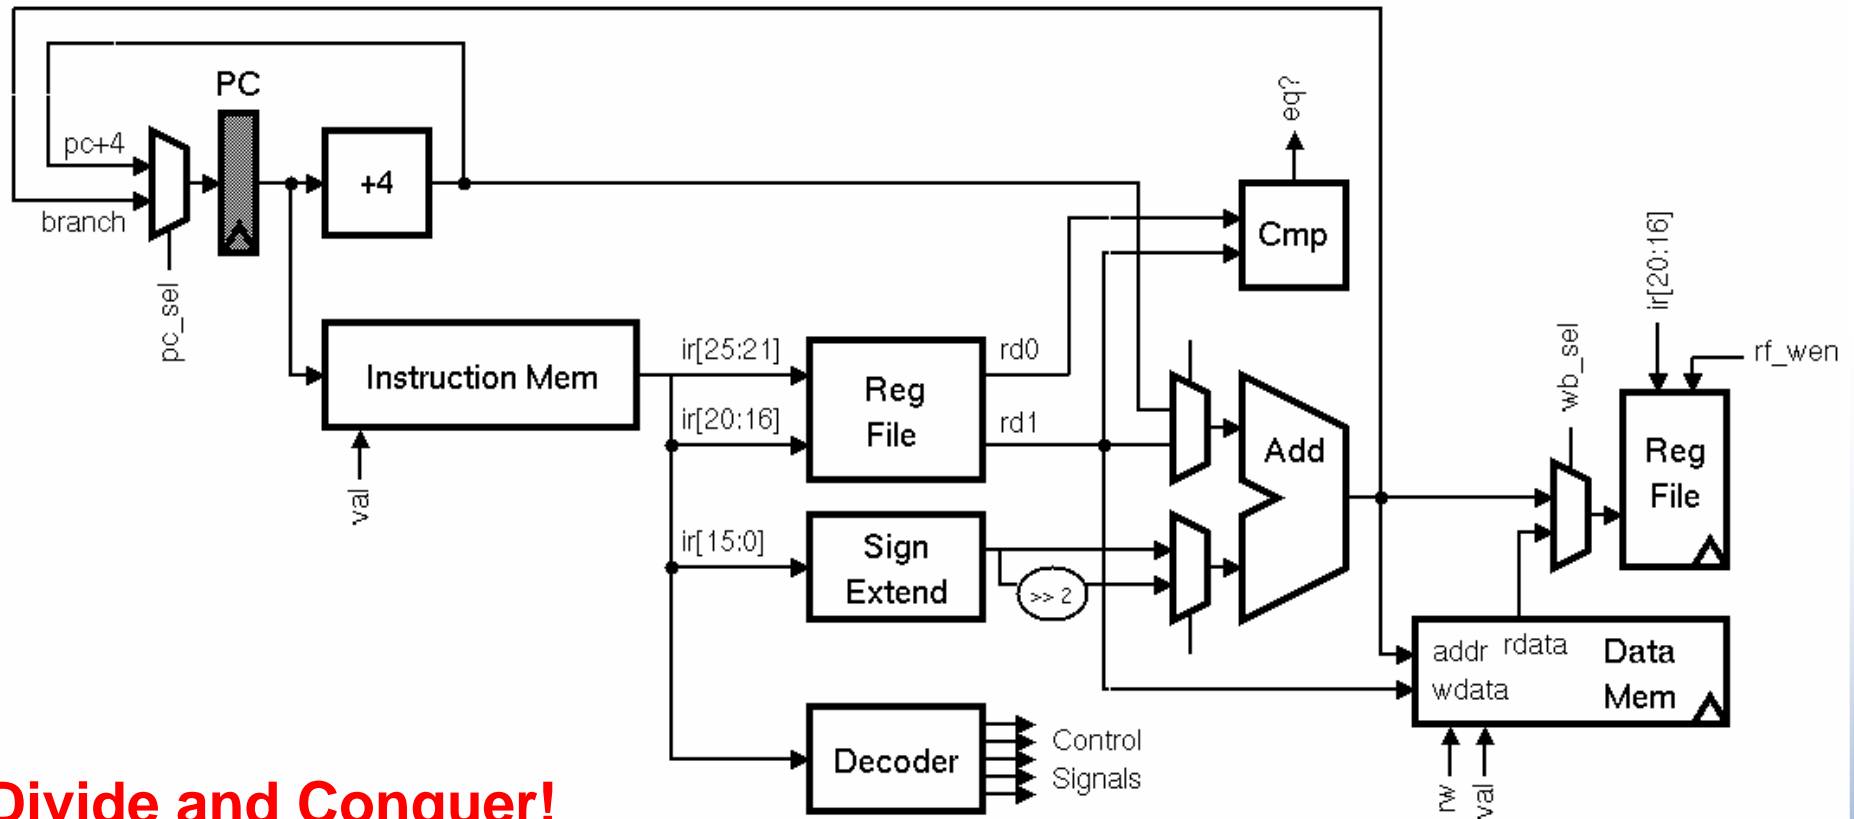 PC
eq?
pc+4
+4
branch
Cmp
ir[20:16]
pc_sel
wb_sel
rf_wen
ir[25:21]
rd0
Instruction Mem
Reg
File
ir[20:16]
rd1
Add
Reg
File
val
ir[15:0]
Sign
Extend
>> 2
addr
rdata
Data
Mem
wdata
Decoder
Control
Signals
rw
val
Divide and Conquer!